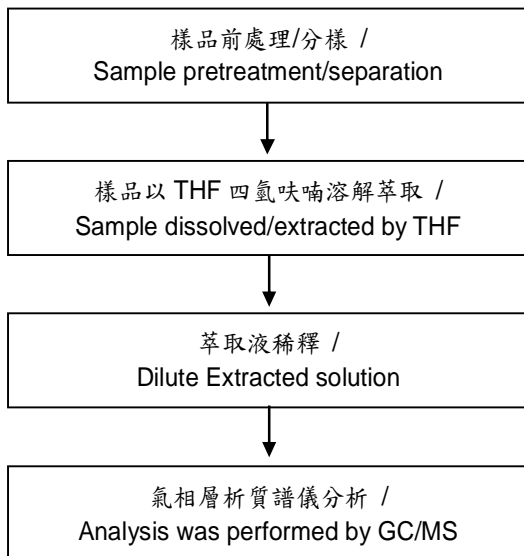 樣品前處理/分樣 /
Sample pretreatment/separation
樣品以 THF 四氫呋喃溶解萃取 /
Sample dissolved/extracted by THF
萃取液稀釋 /
Dilute Extracted solution
氣相層析質譜儀分析 /
Analysis was performed by GC/MS